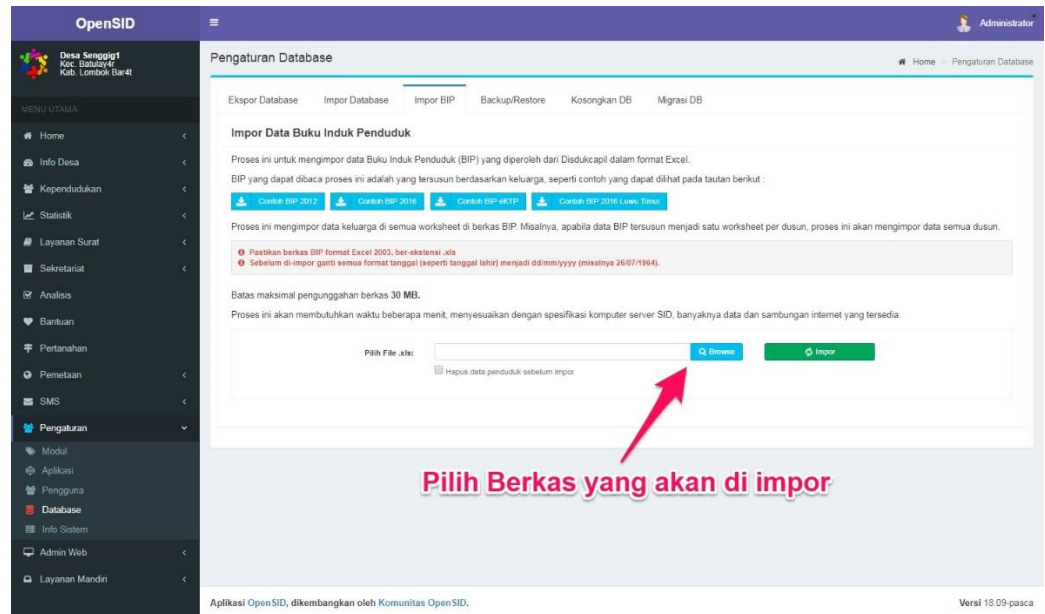 OpenSID
Administrator
Desa Senggig1
Kec. Batulay4r
Kab. Lombok Bar4t
Pengaturan Database
Home > Pengaturan Database
MENU UTAMA
Home
Info Desa
Kependudukan
Statistik
Layanan Surat
Sekretariat
Analisis
Bantuan
Pertanahan
Pemetaan
SMS
Pengaturan
Modul
Aplikasi
Pengguna
Database
Info Sistem
Admin Web
Layanan Mandiri
Ekspor Database Impor Database Impor BIP Backup/Restore Kosongkan DB Migrasi DB
Impor Data Buku Induk Penduduk
Proses ini untuk mengimpor data Buku Induk Penduduk (BIP) yang diperoleh dari Disdukcapil dalam format Excel.
BIP yang dapat dibaca proses ini adalah yang tersusun berdasarkan keluarga, seperti contoh yang dapat dilihat pada tautan berikut :
Contoh BIP 2012 Contoh BIP 2016 Contoh BIP eKTP Contoh BIP 2016 Luwu Timur
Proses ini mengimpor data keluarga di semua worksheet di berkas BIP. Misalnya, apabila data BIP tersusun menjadi satu worksheet per dusun, proses ini akan mengimpor data semua dusun.
Pastikan berkas BIP format Excel 2003, ber-ekstensi .xls
Sebelum di-impor ganti semua format tanggal (seperti tanggal lahir) menjadi dd/mm/yyyy (misalnya 26/07/1964).
Batas maksimal pengunggahan berkas 30 MB.
Proses ini akan membutuhkan waktu beberapa menit, menyesuaikan dengan spesifikasi komputer server SID, banyaknya data dan sambungan internet yang tersedia.
Pilih File .xls: Browse Impor
Hapus data penduduk sebelum Impor
Pilih Berkas yang akan di impor
Aplikasi OpenSID, dikembangkan oleh Komunitas OpenSID.
Versi 18.09-pasca